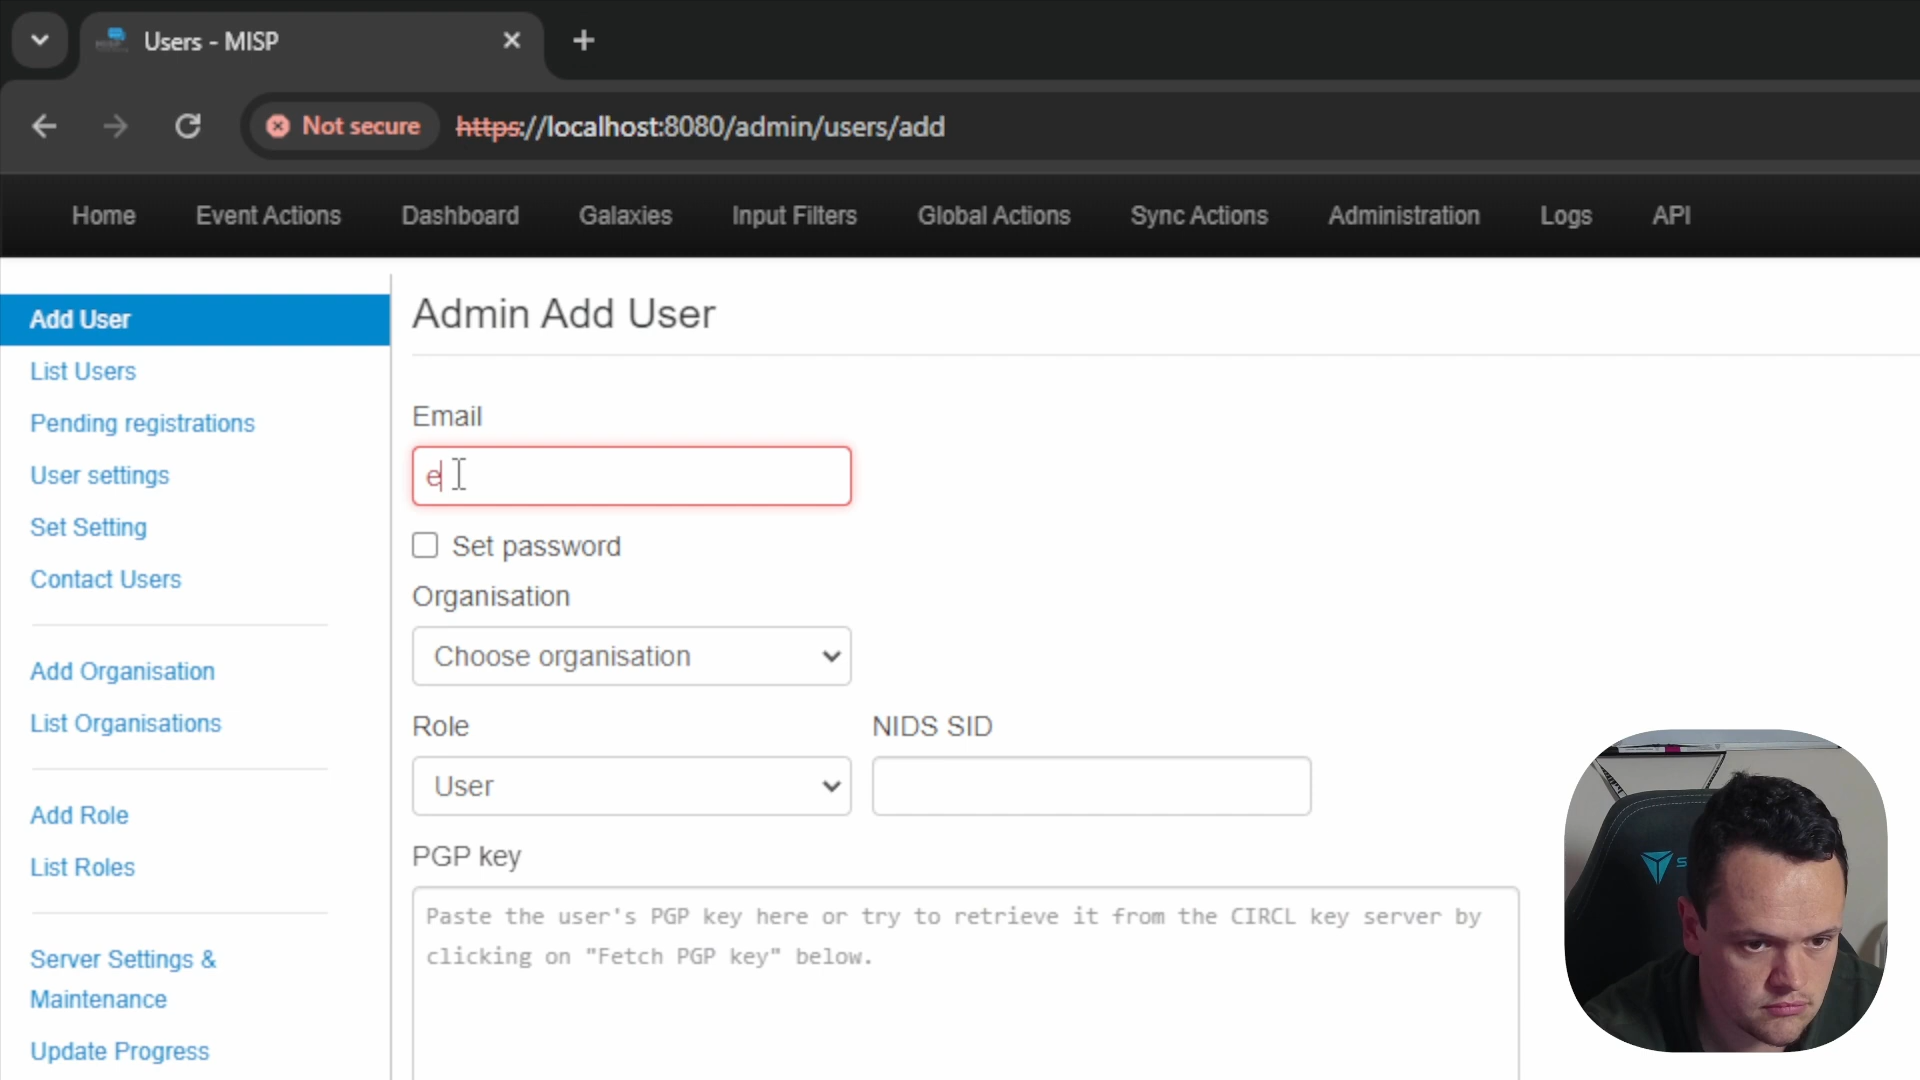 Users - MISP
Not secure
https://localhost:8080/admin/users/add
Home Event Actions Dashboard Galaxies Input Filters Global Actions Sync Actions Administration Logs API
Add User
List Users
Pending registrations
User settings
Set Setting
Contact Users
Add Organisation
List Organisations
Add Role
List Roles
Server Settings &
Maintenance
Update Progress
Admin Add User
Email
e
Set password
Organisation
Choose organisation
Role
NIDS SID
User
PGP key
Paste the user's PGP key here or try to retrieve it from the CIRCL key server by
clicking on "Fetch PGP key" below.